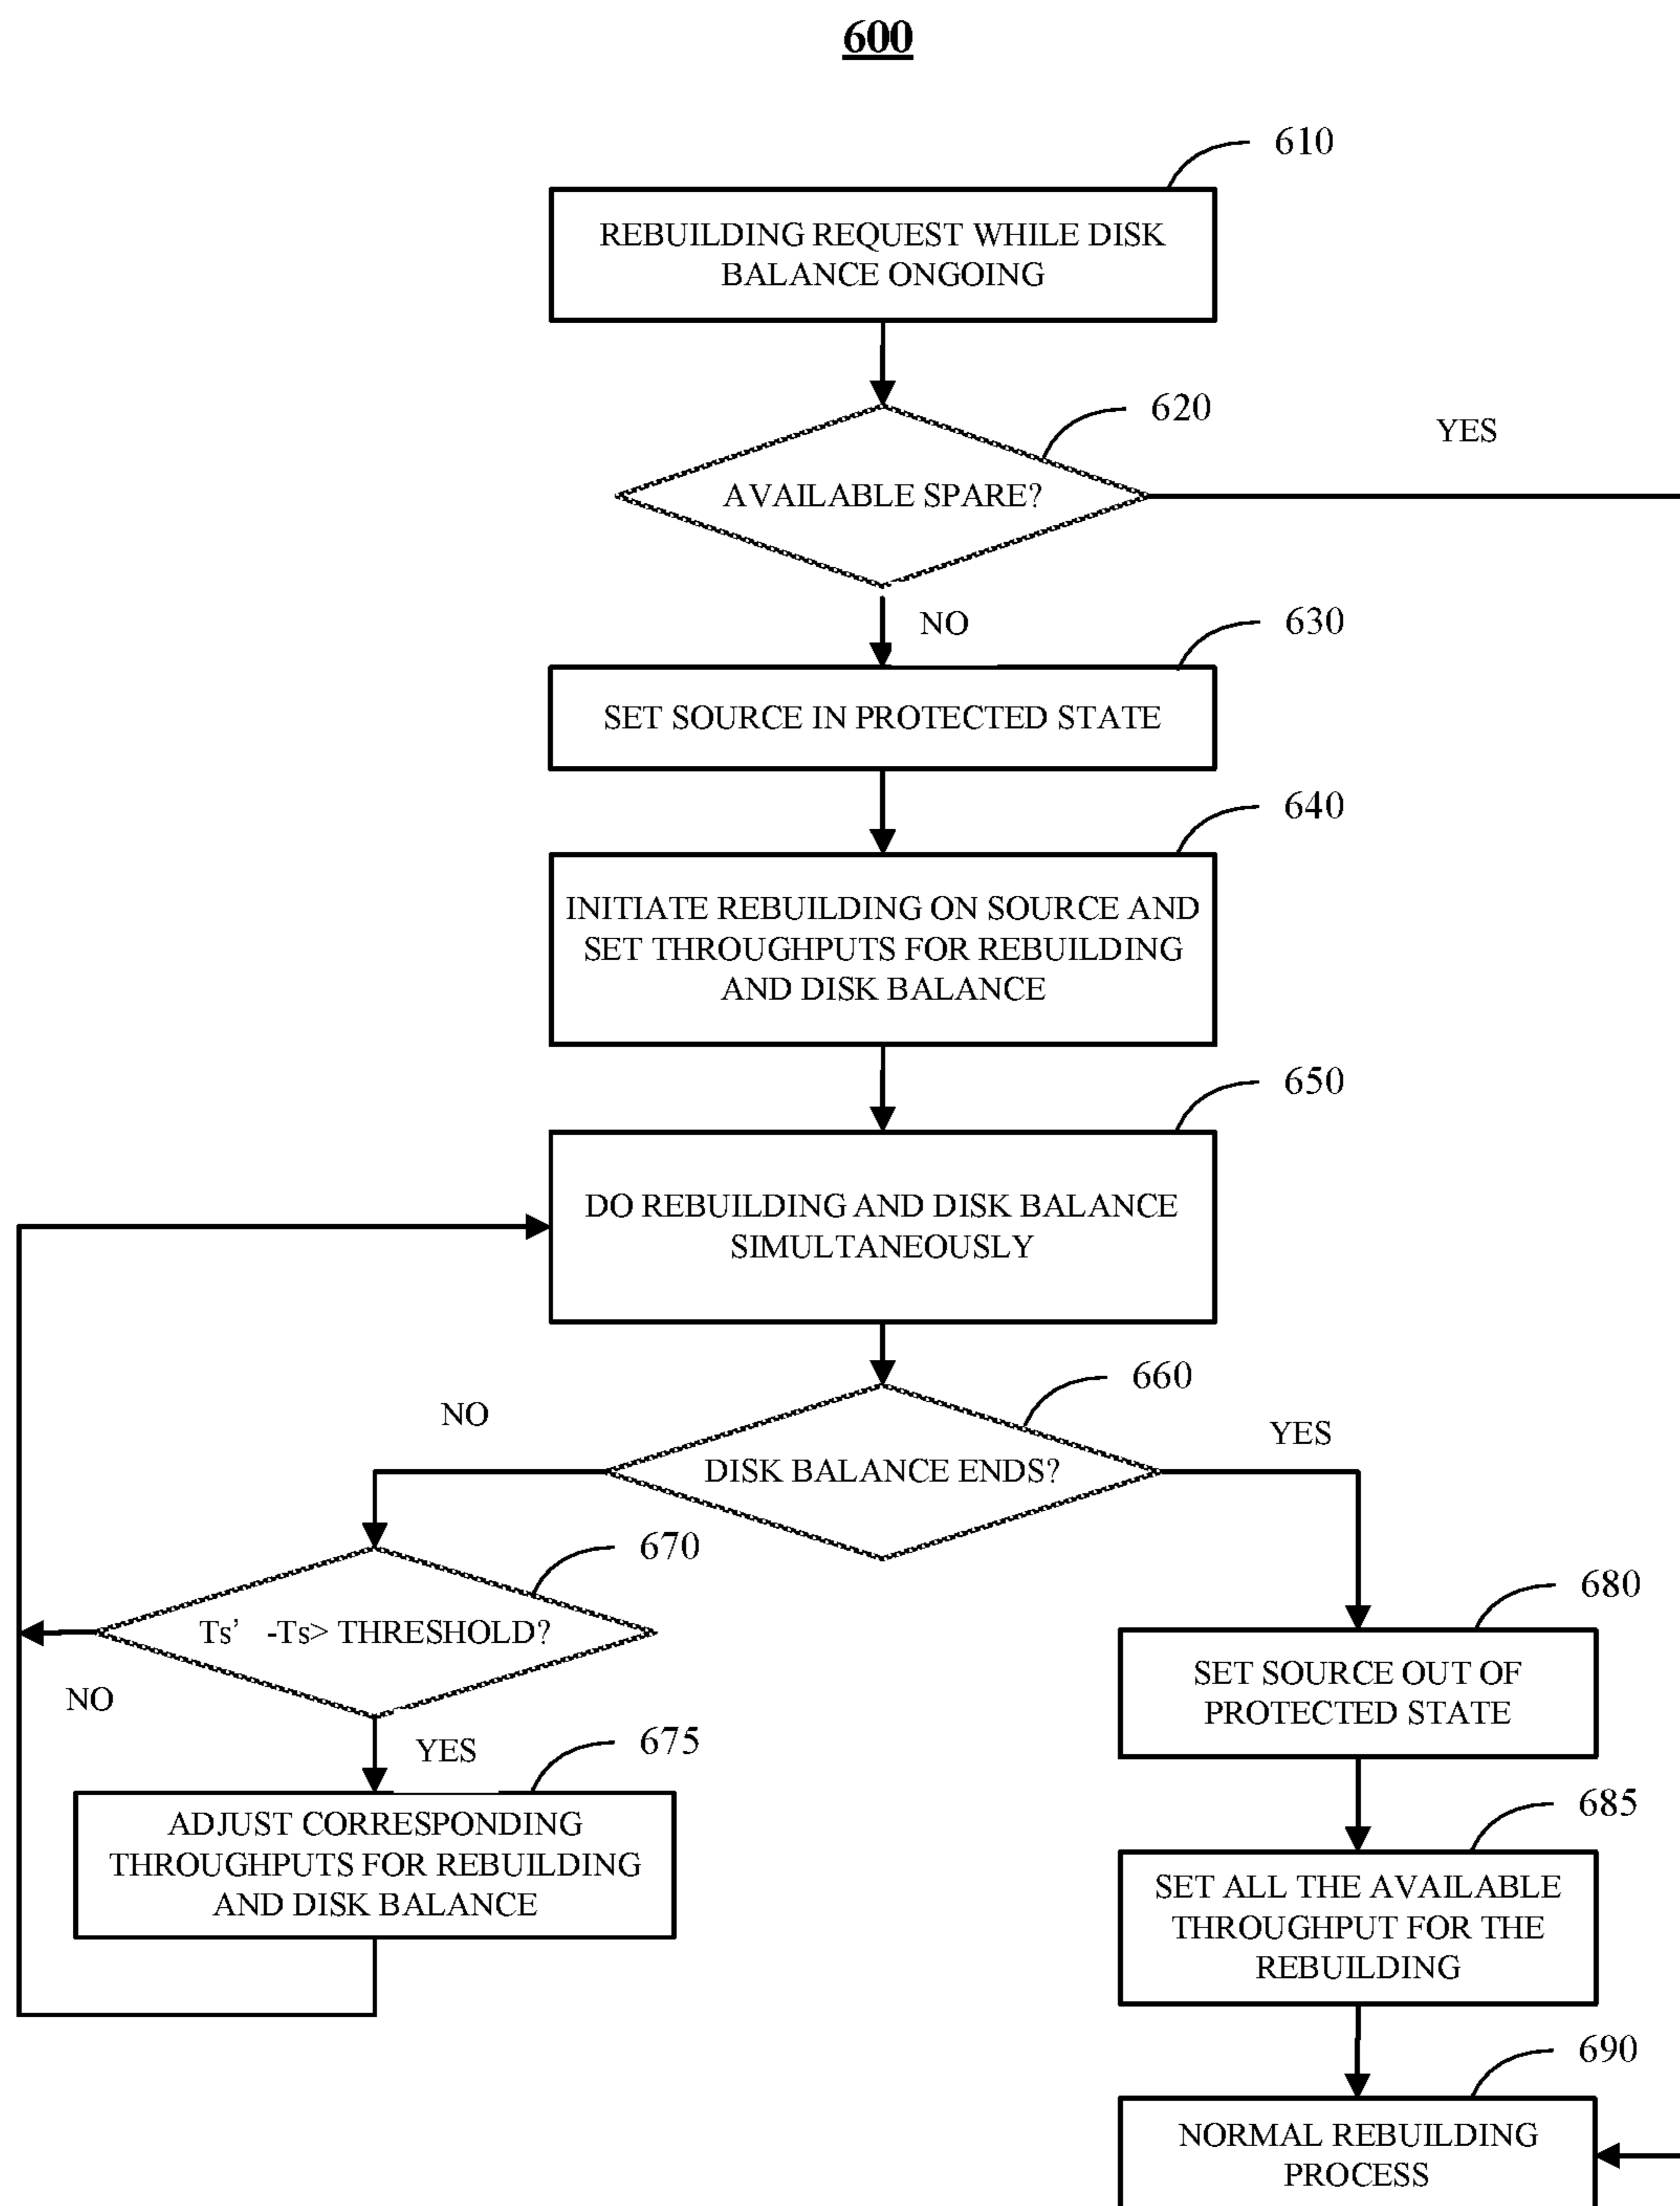 600
610
REBUILDING REQUEST WHILE DISK
BALANCE ONGOING
620
YES
AVAILABLE SPARE?
NO
630
SET SOURCE IN PROTECTED STATE
640
INITIATE REBUILDING ON SOURCE AND
SET THROUGHPUTS FOR REBUILDING
AND DISK BALANCE
650
DO REBUILDING AND DISK BALANCE
SIMULTANEOUSLY
660
NO
YES
DISK BALANCE ENDS?
670
Ts’ -Ts> THRESHOLD?
NO
YES
675
ADJUST CORRESPONDING
THROUGHPUTS FOR REBUILDING
AND DISK BALANCE
680
SET SOURCE OUT OF
PROTECTED STATE
685
SET ALL THE AVAILABLE
THROUGHPUT FOR THE
REBUILDING
690
NORMAL REBUILDING
PROCESS